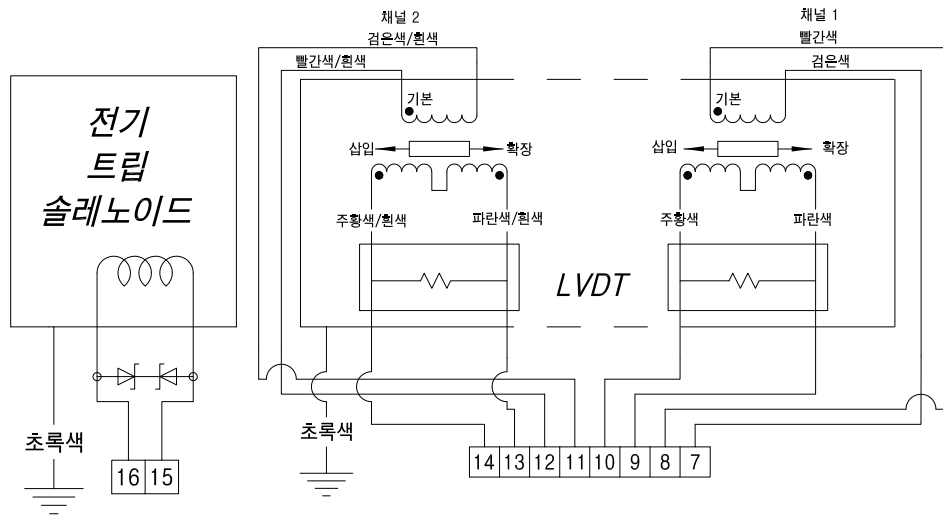 채널 2
검은색/흰색
빨간색/흰색
채널 1
빨간색
검은색
전기
트립
솔레노이드
기본
삽입
확장
기본
삽입
확장
주황색/흰색
파란색/흰색
주황색
파란색
LVDT
초록색
초록색
16 15
14 13 12 11 10 9 8 7